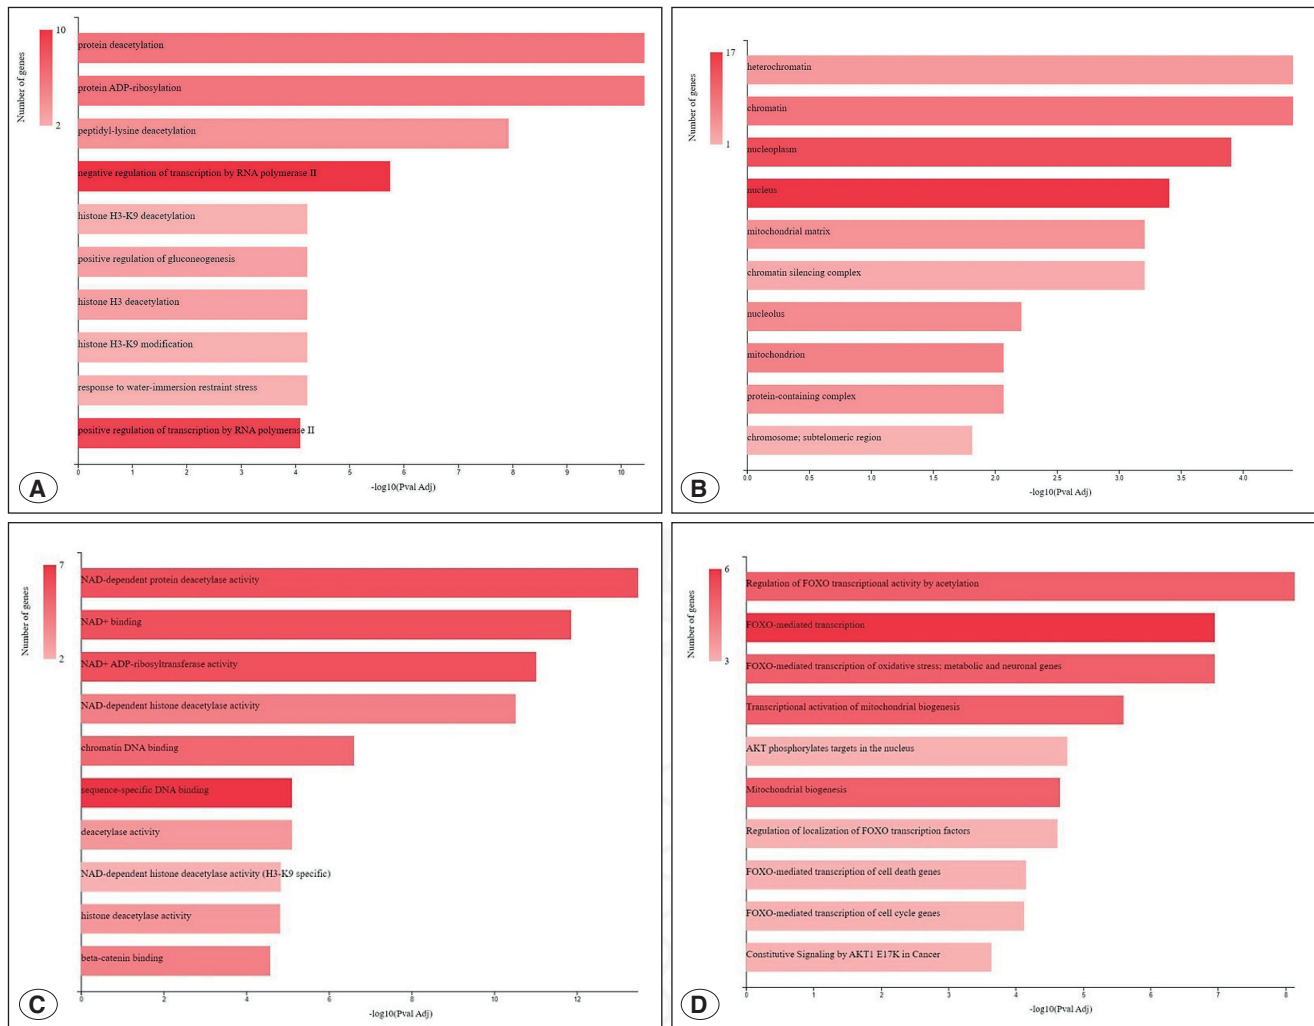 10
Number of genes
2
protein deacetylation
protein ADP-ribosylation
peptidyl-lysine deacetylation
negative regulation of transcription by RNA polymerase II
histone H3-K9 deacetylation
positive regulation of gluconeogenesis
histone H3 deacetylation
histone H3-K9 modification
response to water-immersion restraint stress
positive regulation of transcription by RNA polymerase II
0 1 2 3 4 5 6 7 8 9 10
-log10(Pval Adj)
A
17
Number of genes
1
heterochromatin
chromatin
nucleoplasm
nucleus
mitochondrial matrix
chromatin silencing complex
nucleolus
mitochondrion
protein-containing complex
chromosome; subtelomeric region
0.0 0.5 1.0 1.5 2.0 2.5 3.0 3.5 4.0
-log10(Pval Adj)
B
7
Number of genes
2
NAD-dependent protein deacetylase activity
NAD+ binding
NAD+ ADP-ribosyltransferase activity
NAD-dependent histone deacetylase activity
chromatin DNA binding
sequence-specific DNA binding
deacetylase activity
NAD-dependent histone deacetylase activity (H3-K9 specific)
histone deacetylase activity
beta-catenin binding
0 2 4 6 8 10 12
-log10(Pval Adj)
C
6
Number of genes
3
Regulation of FOXO transcriptional activity by acetylation
FOXO-mediated transcription
FOXO-mediated transcription of oxidative stress; metabolic and neuronal genes
Transcriptional activation of mitochondrial biogenesis
AKT phosphorylates targets in the nucleus
Mitochondrial biogenesis
Regulation of localization of FOXO transcription factors
FOXO-mediated transcription of cell death genes
FOXO-mediated transcription of cell cycle genes
Constitutive Signaling by AKT1 E17K in Cancer
0 1 2 3 4 5 6 7 8
-log10(Pval Adj)
D